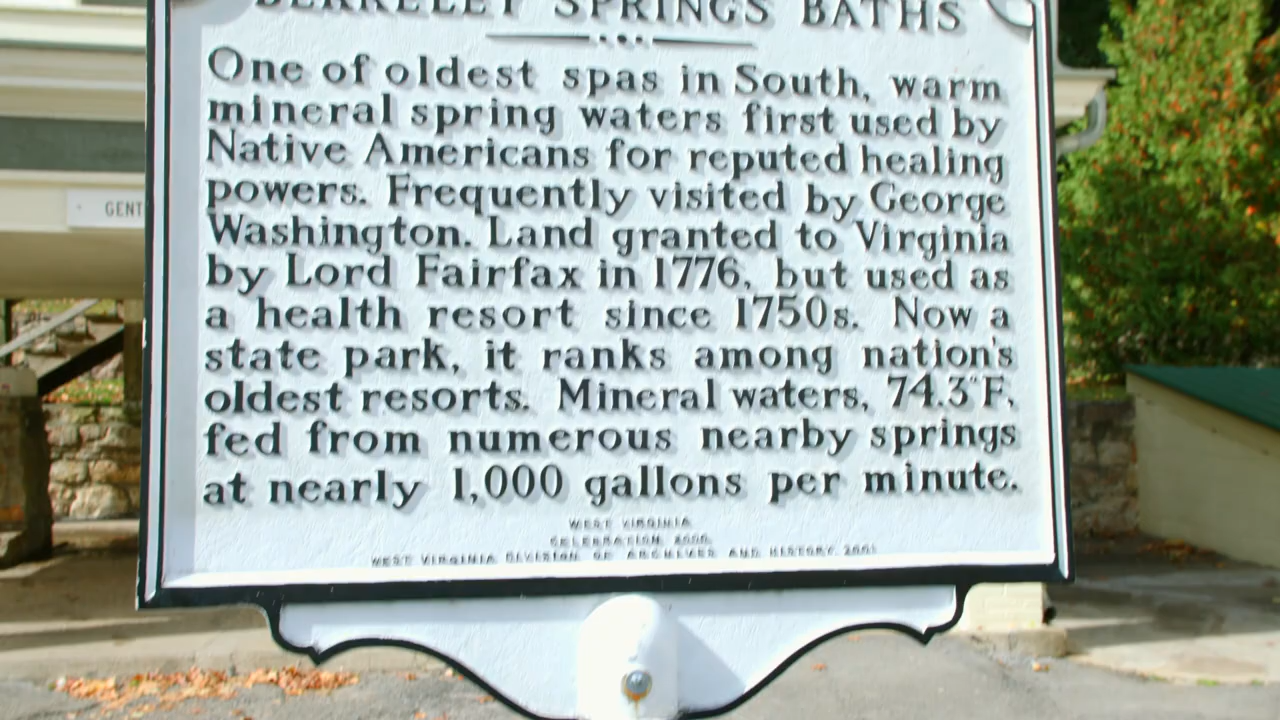 BERKELEY SPRINGS BATHS
One of oldest spas in South, warm
mineral spring waters first used by
Native Americans for reputed healing
powers. Frequently visited by George
Washington. Land granted to Virginia
by Lord Fairfax in 1776, but used as
a health resort since 1750s. Now a
state park, it ranks among nation's
oldest resorts. Mineral waters, 74.3°F,
fed from numerous nearby springs
at nearly 1,000 gallons per minute.
WEST VIRGINIA
CELEBRATION 2000
WEST VIRGINIA DIVISION OF ARCHIVES AND HISTORY, 2001
GENT